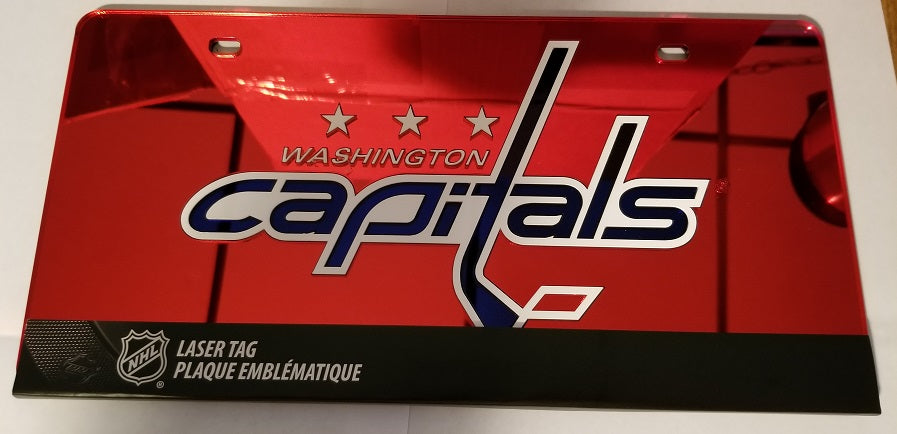 WASHINGTON
capitals
NHL
®
LASER TAG
PLAQUE EMBLÉMATIQUE